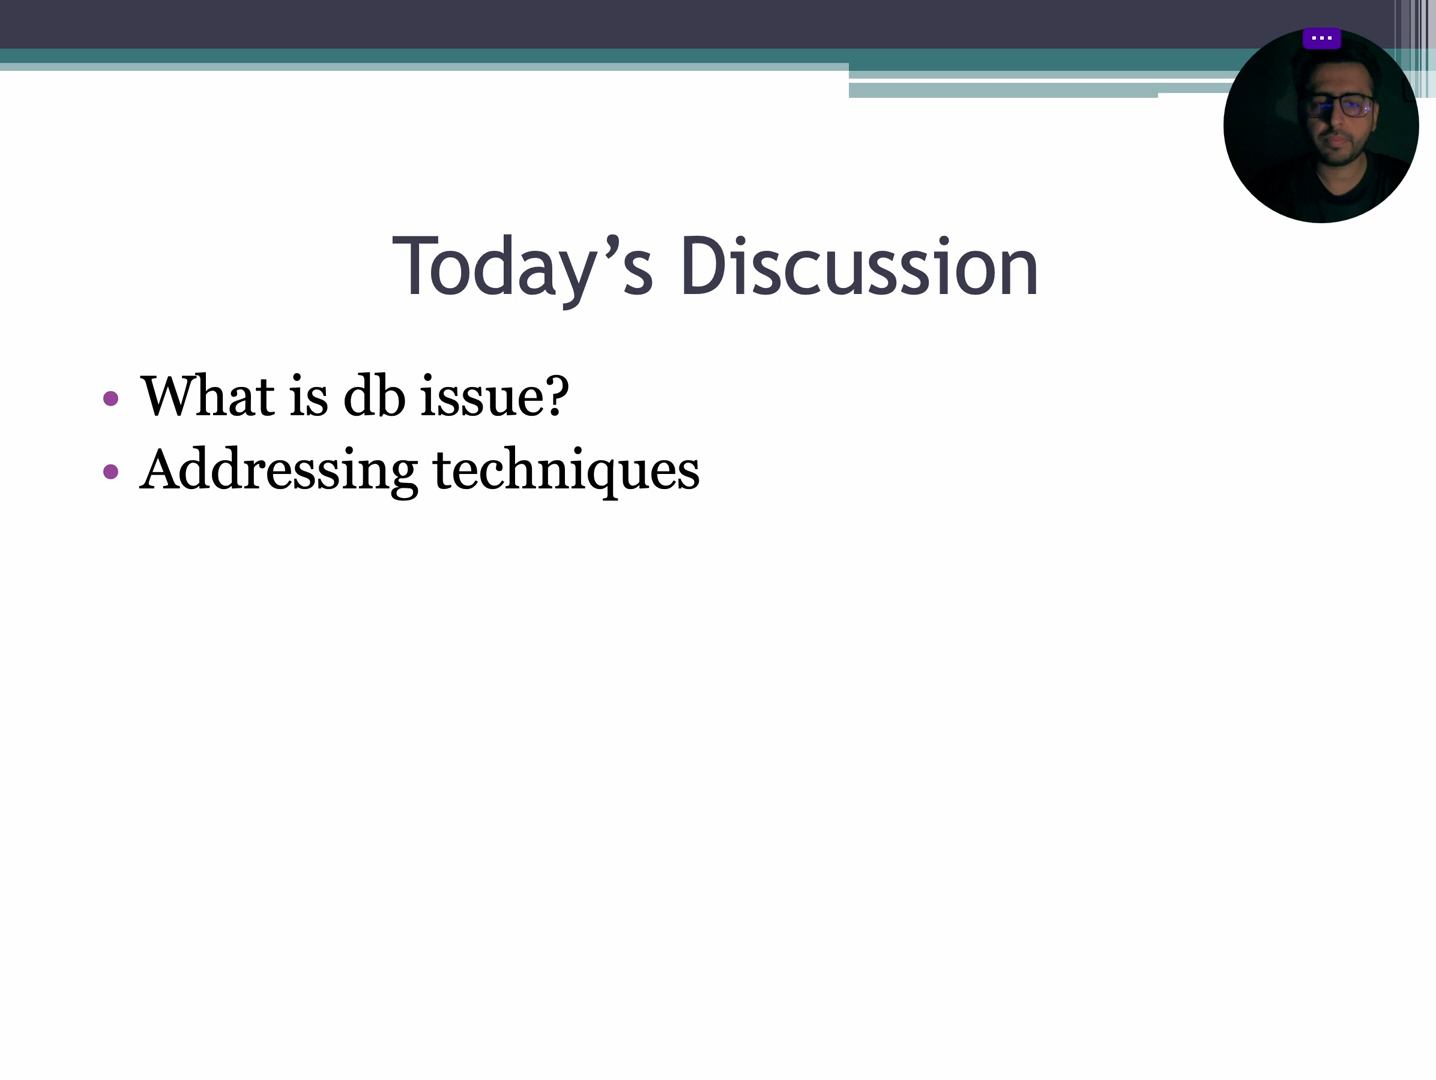 Today’s Discussion
• What is db issue?
• Addressing techniques